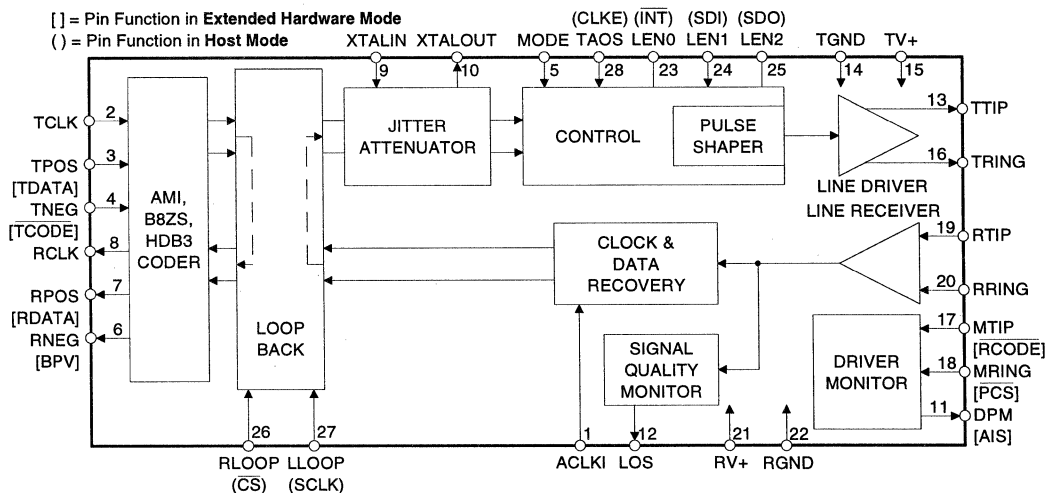 [ ] = Pin Function in Extended Hardware Mode
( ) = Pin Function in Host Mode
(CLKE) (INT) (SDI) (SDO)
XTALIN XTALOUT MODE TAOS LEN0 LEN1 LEN2 TGND TV+
9 10 5 28 23 24 25 14 15
TCLK 2
TPOS 3
[TDATA]
TNEG 4
[TCODE]
RCLK 8
RPOS 7
[RDATA]
RNEG 6
[BPV]
AMI,
B8ZS,
HDB3
CODER
LOOP
BACK
JITTER
ATTENUATOR
CONTROL
PULSE
SHAPER
13 TTIP
16 TRING
LINE DRIVER
LINE RECEIVER
CLOCK &
DATA
RECOVERY
19 RTIP
20 RRING
SIGNAL
QUALITY
MONITOR
DRIVER
MONITOR
17 MTIP
[RCODE]
18 MRING
[PCS]
11 DPM
[AIS]
26 27 1 12 21 22
RLOOP LLOOP ACLKI LOS RV+ RGND
(CS) (SCLK)